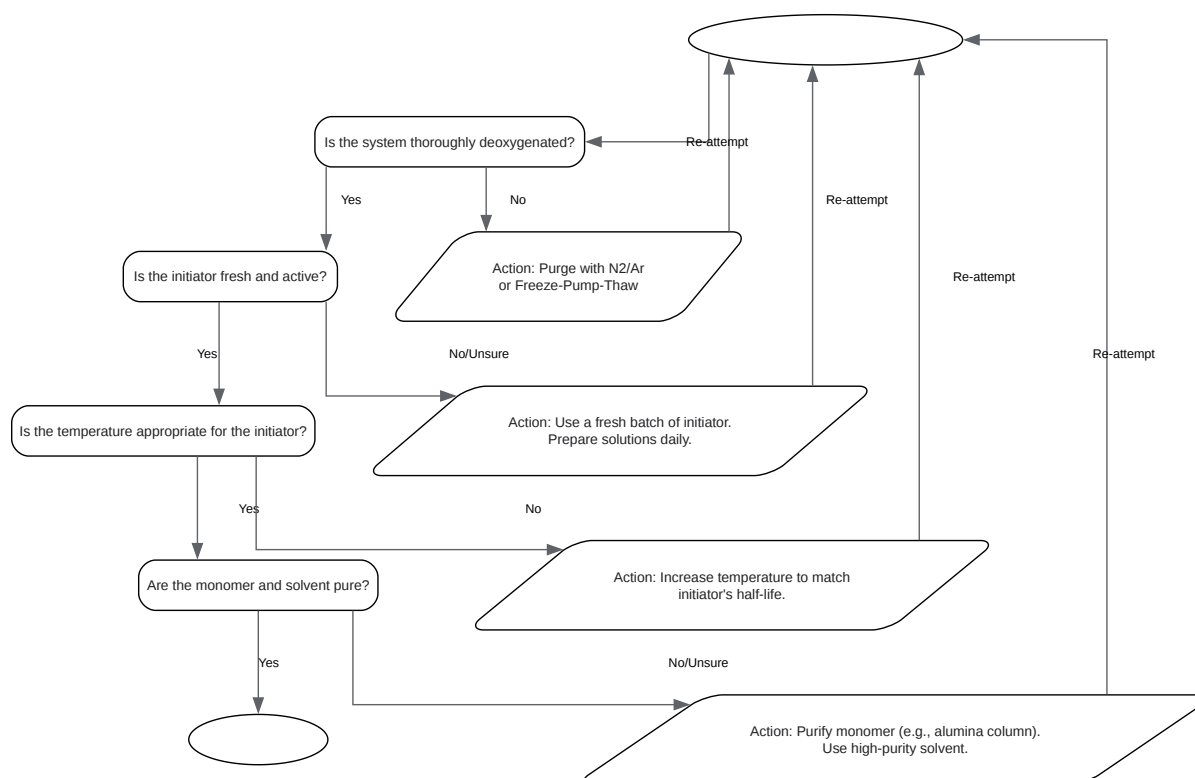 Is the system thoroughly deoxygenated?
Re-attempt
Yes
No
Re-attempt
Action: Purge with N2/Ar
or Freeze-Pump-Thaw
Is the initiator fresh and active?
Re-attempt
Yes
No/Unsure
Re-attempt
Action: Use a fresh batch of initiator.
Prepare solutions daily.
Is the temperature appropriate for the initiator?
Yes
No
Action: Increase temperature to match
initiator's half-life.
Are the monomer and solvent pure?
Yes
No/Unsure
Action: Purify monomer (e.g., alumina column).
Use high-purity solvent.